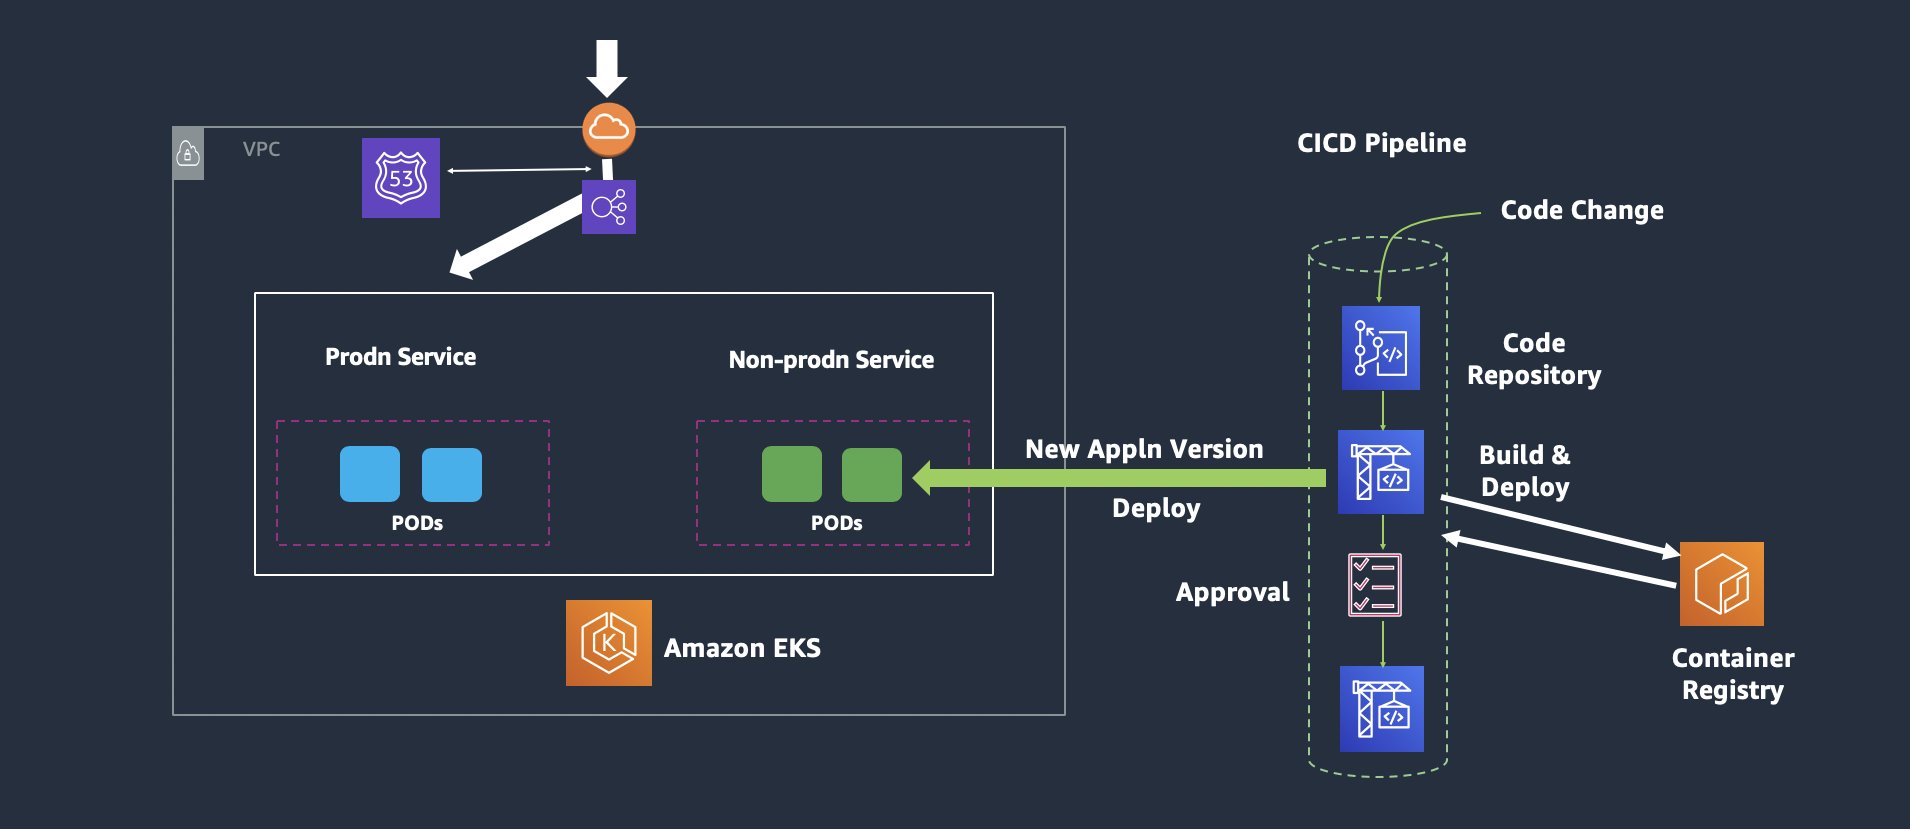 VPC
53
CICD Pipeline
Code Change
Prodn Service
Non-prodn Service
Code
Repository
New Appln Version
Deploy
Build &
Deploy
</>
</>
PODs
PODs
Approval
K
Amazon EKS
Container
Registry
</>